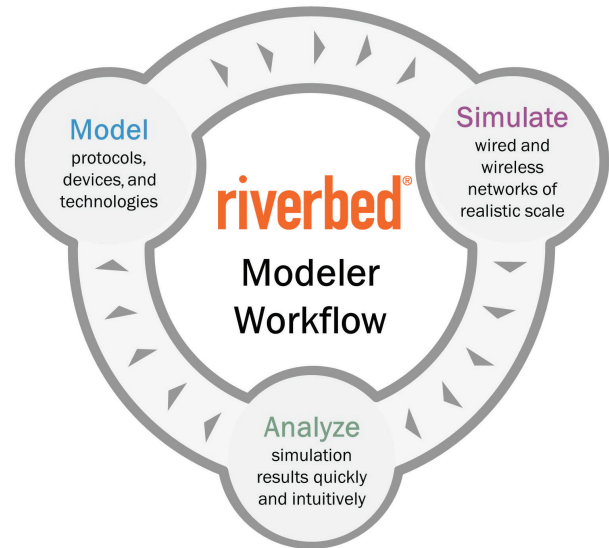 Model
protocols,
devices, and
technologies
Simulate
wired and
wireless
networks of
realistic scale
riverbed®
Modeler
Workflow
Analyze
simulation
results quickly
and intuitively